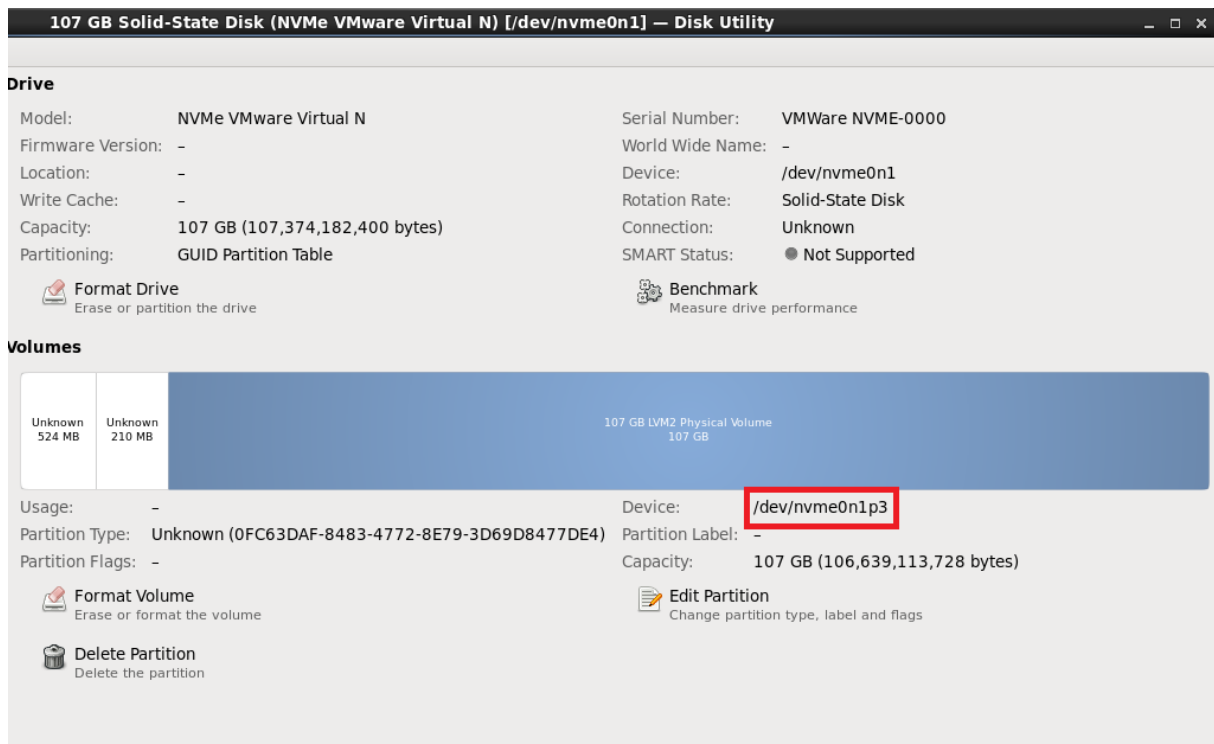 107 GB Solid-State Disk (NVMe VMware Virtual N) [/dev/nvme0n1] — Disk Utility
Drive
Model: NVMe VMware Virtual N
Serial Number: VMWare NVME-0000
Firmware Version: –
World Wide Name: –
Location: –
Device: /dev/nvme0n1
Write Cache: –
Rotation Rate: Solid-State Disk
Capacity: 107 GB (107,374,182,400 bytes)
Connection: Unknown
Partitioning: GUID Partition Table
SMART Status: Not Supported
Format Drive
Erase or partition the drive
Benchmark
Measure drive performance
Volumes
Unknown
524 MB
Unknown
210 MB
107 GB LVM2 Physical Volume
107 GB
Usage: –
Device: /dev/nvme0n1p3
Partition Type: Unknown (0FC63DAF-8483-4772-8E79-3D69D8477DE4)
Partition Label: –
Partition Flags: –
Capacity: 107 GB (106,639,113,728 bytes)
Format Volume
Erase or format the volume
Edit Partition
Change partition type, label and flags
Delete Partition
Delete the partition